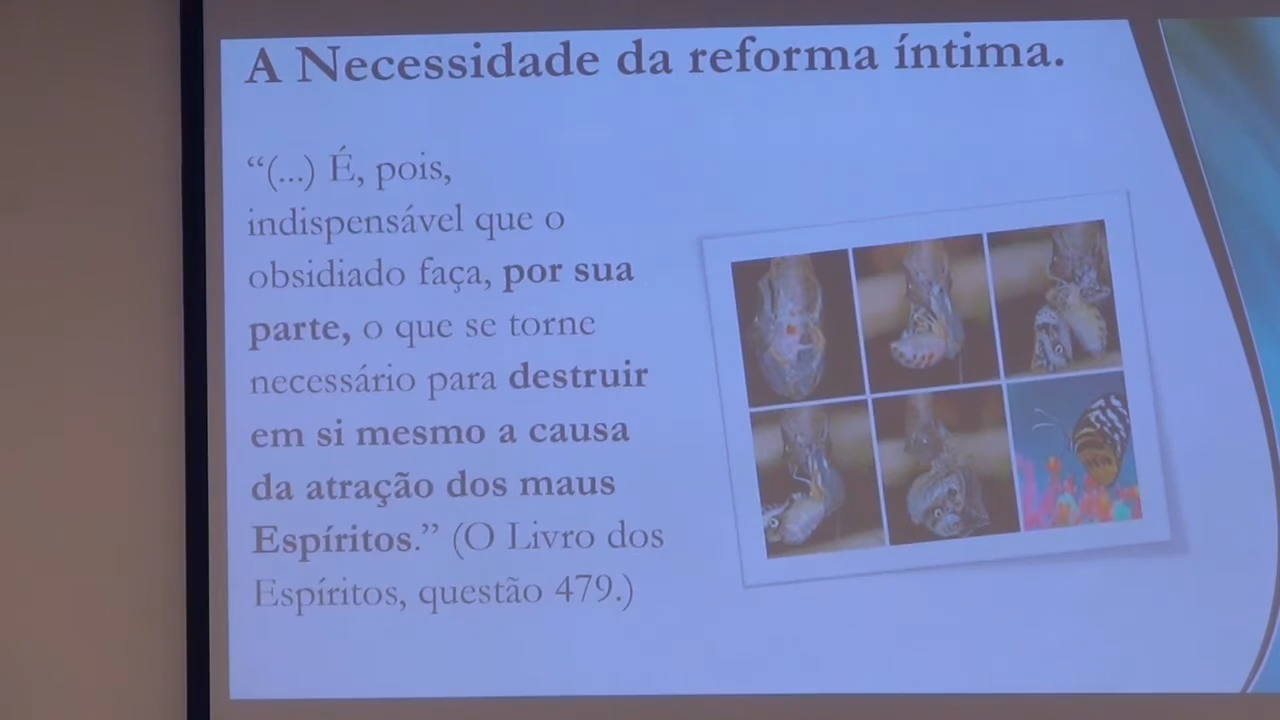 A Necessidade da reforma íntima.
“(...) É, pois,
indispensável que o
obsidiado faça, por sua
parte, o que se torne
necessário para destruir
em si mesmo a causa
da atração dos maus
Espíritos.” (O Livro dos
Espíritos, questão 479.)